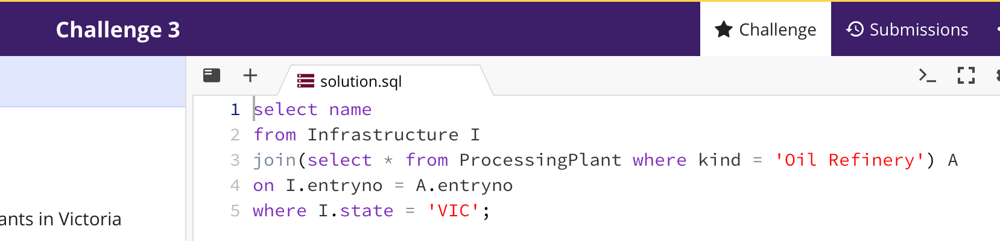 Challenge 3
Challenge
Submissions
solution.sql
1 select name
2 from Infrastructure I
3 join(select * from ProcessingPlant where kind = 'Oil Refinery') A
4 on I.entryno = A.entryno
5 where I.state = 'VIC';
ants in Victoria